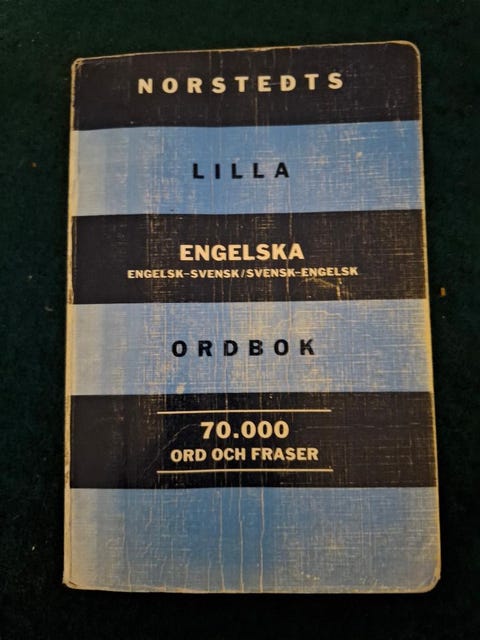 NORSTEDTS
LILLA
ENGELSKA
ENGELSK-SVENSK/SVENSK-ENGELSK
ORDBOK
70.000
ORD OCH FRASER